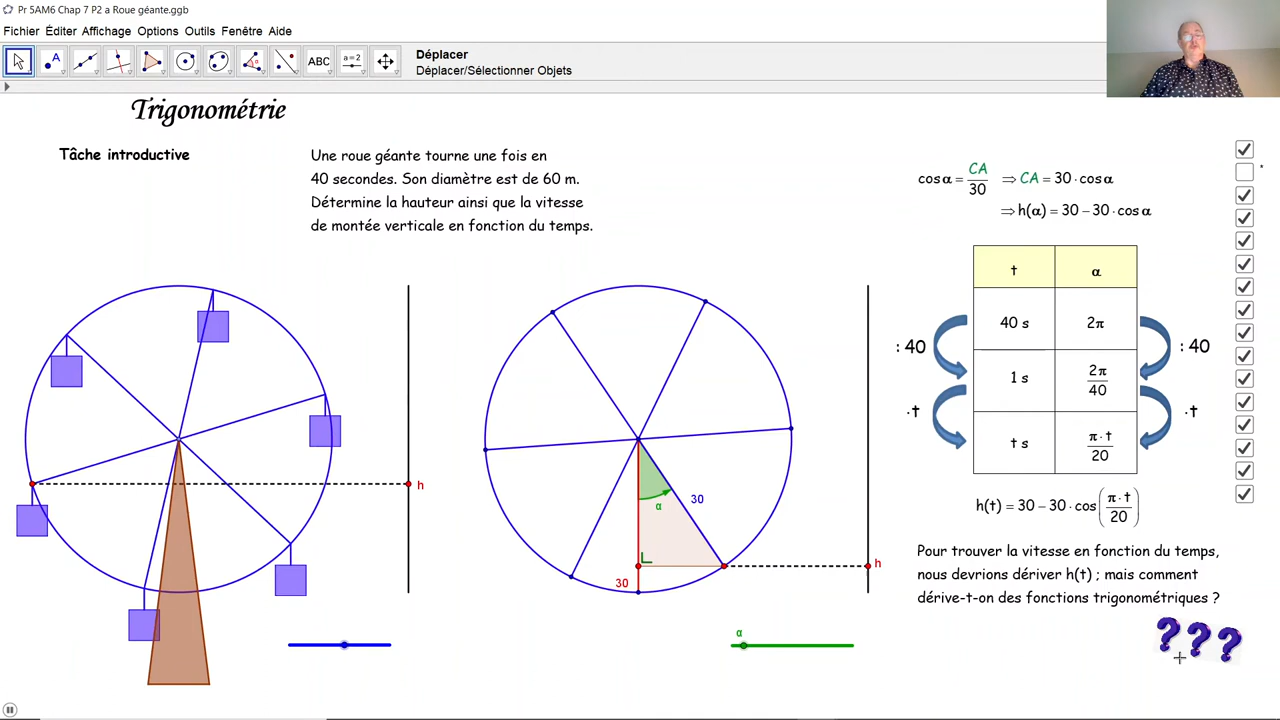 Pr 5AM6 Chap 7 P2 a Roue géante.ggb
Fichier Éditer Affichage Options Outils Fenêtre Aide
A
ABC
a=2
Déplacer
Déplacer/Sélectionner Objets
Trigonométrie
Tâche introductive
Une roue géante tourne une fois en
40 secondes. Son diamètre est de 60 m.
Détermine la hauteur ainsi que la vitesse
de montée verticale en fonction du temps.
h
30
α
30
h
α
cos α = CA/30 ⇒ CA = 30 · cos α
⇒ h(α) = 30 − 30 · cos α
t α
40 s 2π
: 40 : 40
1 s 2π/40
·t ·t
t s π·t/20
h(t) = 30 − 30 · cos(π·t/20)
Pour trouver la vitesse en fonction du temps,
nous devrions dériver h(t) ; mais comment
dérive-t-on des fonctions trigonométriques ?
???